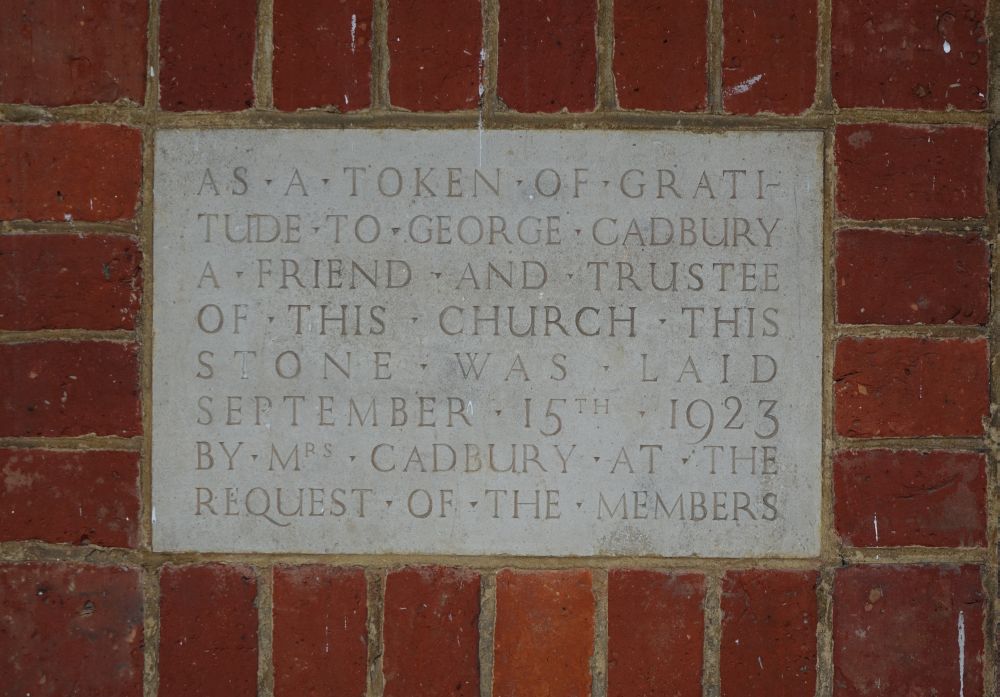 AS · A · TOKEN · OF · GRATI-
TUDE · TO · GEORGE · CADBURY
A · FRIEND · AND · TRUSTEE
OF · THIS · CHURCH · THIS
STONE · WAS · LAID
SEPTEMBER · 15TH · 1923
BY · MRS · CADBURY · AT · THE
REQUEST · OF · THE · MEMBERS